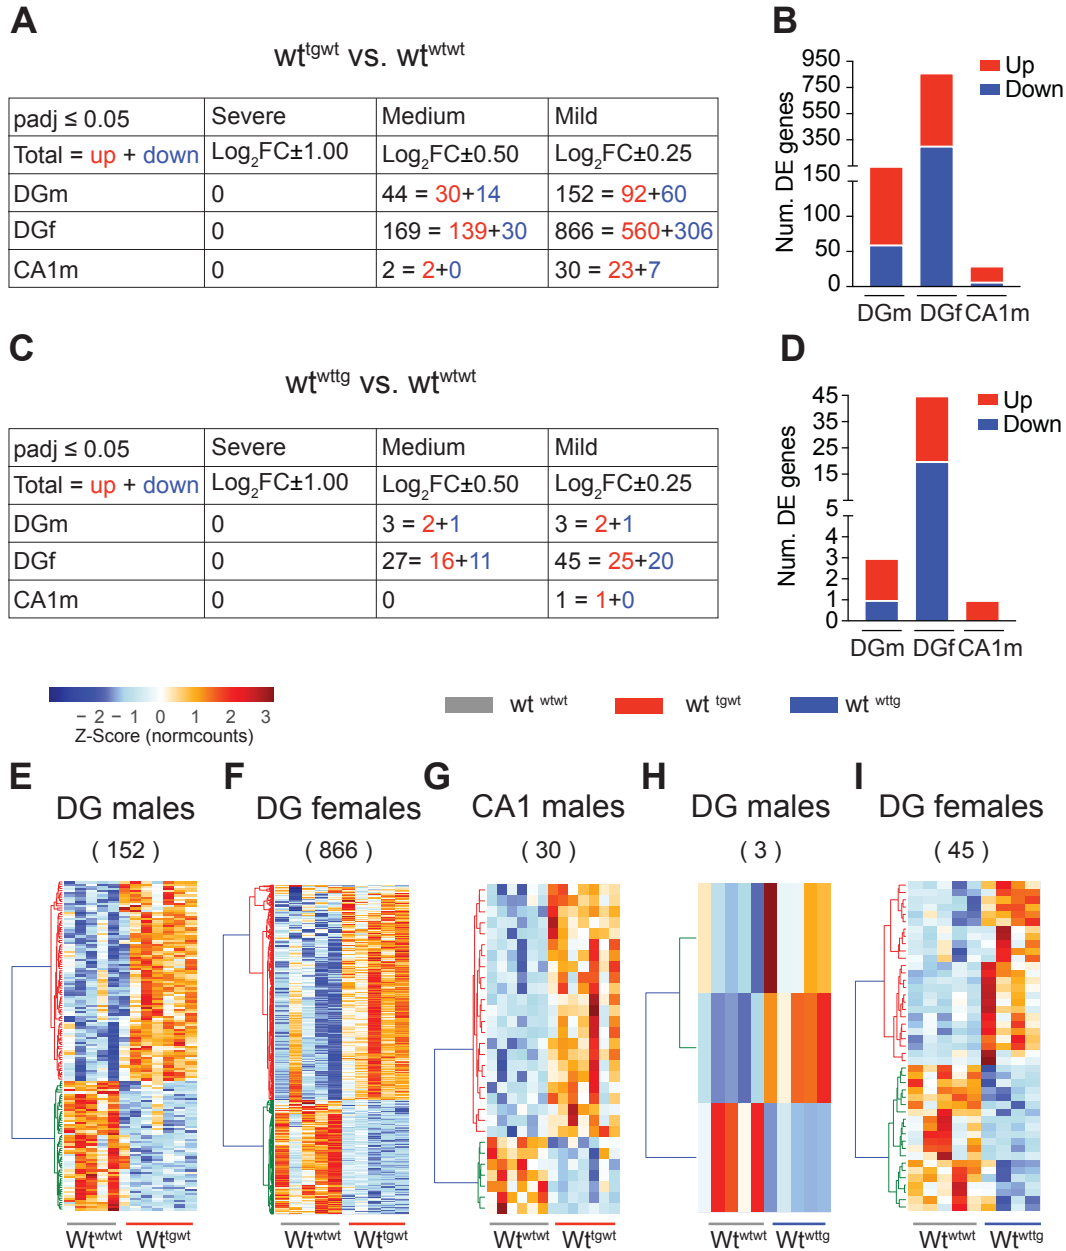 A
wt^tgwt vs. wt^wtwt
padj ≤ 0.05 Severe Medium Mild
Total = up + down Log₂FC±1.00 Log₂FC±0.50 Log₂FC±0.25
DGm 0 44 = 30+14 152 = 92+60
DGf 0 169 = 139+30 866 = 560+306
CA1m 0 2 = 2+0 30 = 23+7
B
Num. DE genes
950
750
550
350
150
100
50
0
Up
Down
DGm DGf CA1m
C
wt^wttg vs. wt^wtwt
padj ≤ 0.05 Severe Medium Mild
Total = up + down Log₂FC±1.00 Log₂FC±0.50 Log₂FC±0.25
DGm 0 3 = 2+1 3 = 2+1
DGf 0 27= 16+11 45 = 25+20
CA1m 0 0 1 = 1+0
D
Num. DE genes
45
35
25
15
5
4
3
2
1
0
Up
Down
DGm DGf CA1m
− 2 − 1 0 1 2 3
Z-Score (normcounts)
wt ^wtwt wt ^tgwt wt ^wttg
E
DG males
( 152 )
Wt^wtwt Wt^tgwt
F
DG females
( 866 )
Wt^wtwt Wt^tgwt
G
CA1 males
( 30 )
Wt^wtwt Wt^tgwt
H
DG males
( 3 )
Wt^wtwt Wt^wttg
I
DG females
( 45 )
Wt^wtwt Wt^wttg